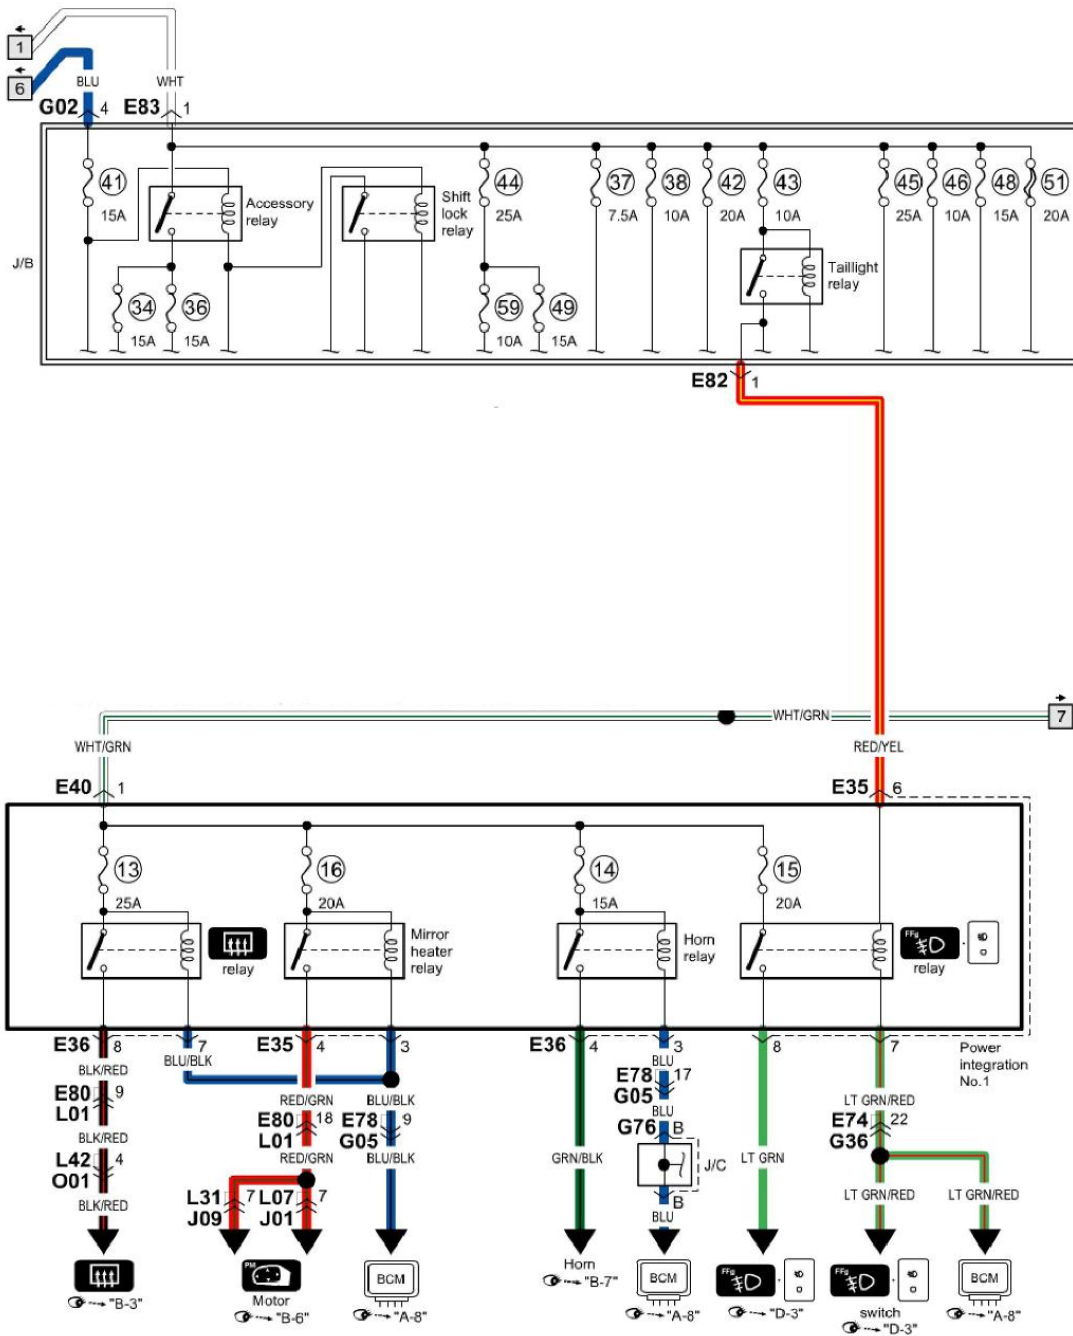 1
6
BLU
WHT
G02 4 E83 1
41 15A
Accessory relay
34 15A
36 15A
Shift lock relay
44 25A
59 10A
49 15A
37 7.5A
38 10A
42 20A
43 10A
Taillight relay
45 25A
46 10A
48 15A
51 20A
J/B
E82 1
WHT/GRN
7
WHT/GRN
RED/YEL
E40 1
E35 6
13 25A
16 20A
14 15A
15 20A
relay
Mirror heater relay
Horn relay
FFg
relay
E36 8
7
E35 4
3
E36 4
3
8
7
Power integration No.1
BLK/RED
BLU/BLK
BLU
E80 9
L01
RED/GRN
BLU/BLK
E78 17
G05
LT GRN/RED
E80 18
L01
E78 9
G05
BLU
E74 22
G36
BLK/RED
G76 B
L42 4
O01
RED/GRN
BLU/BLK
GRN/BLK
J/C
LT GRN
BLK/RED
L31 7
J09
L07 7
J01
B
BLU
LT GRN/RED
LT GRN/RED
"B-3"
PM
Motor
"B-6"
BCM
"A-8"
Horn
"B-7"
BCM
"A-8"
FFg
"D-3"
FFg
switch
"D-3"
BCM
"A-8"